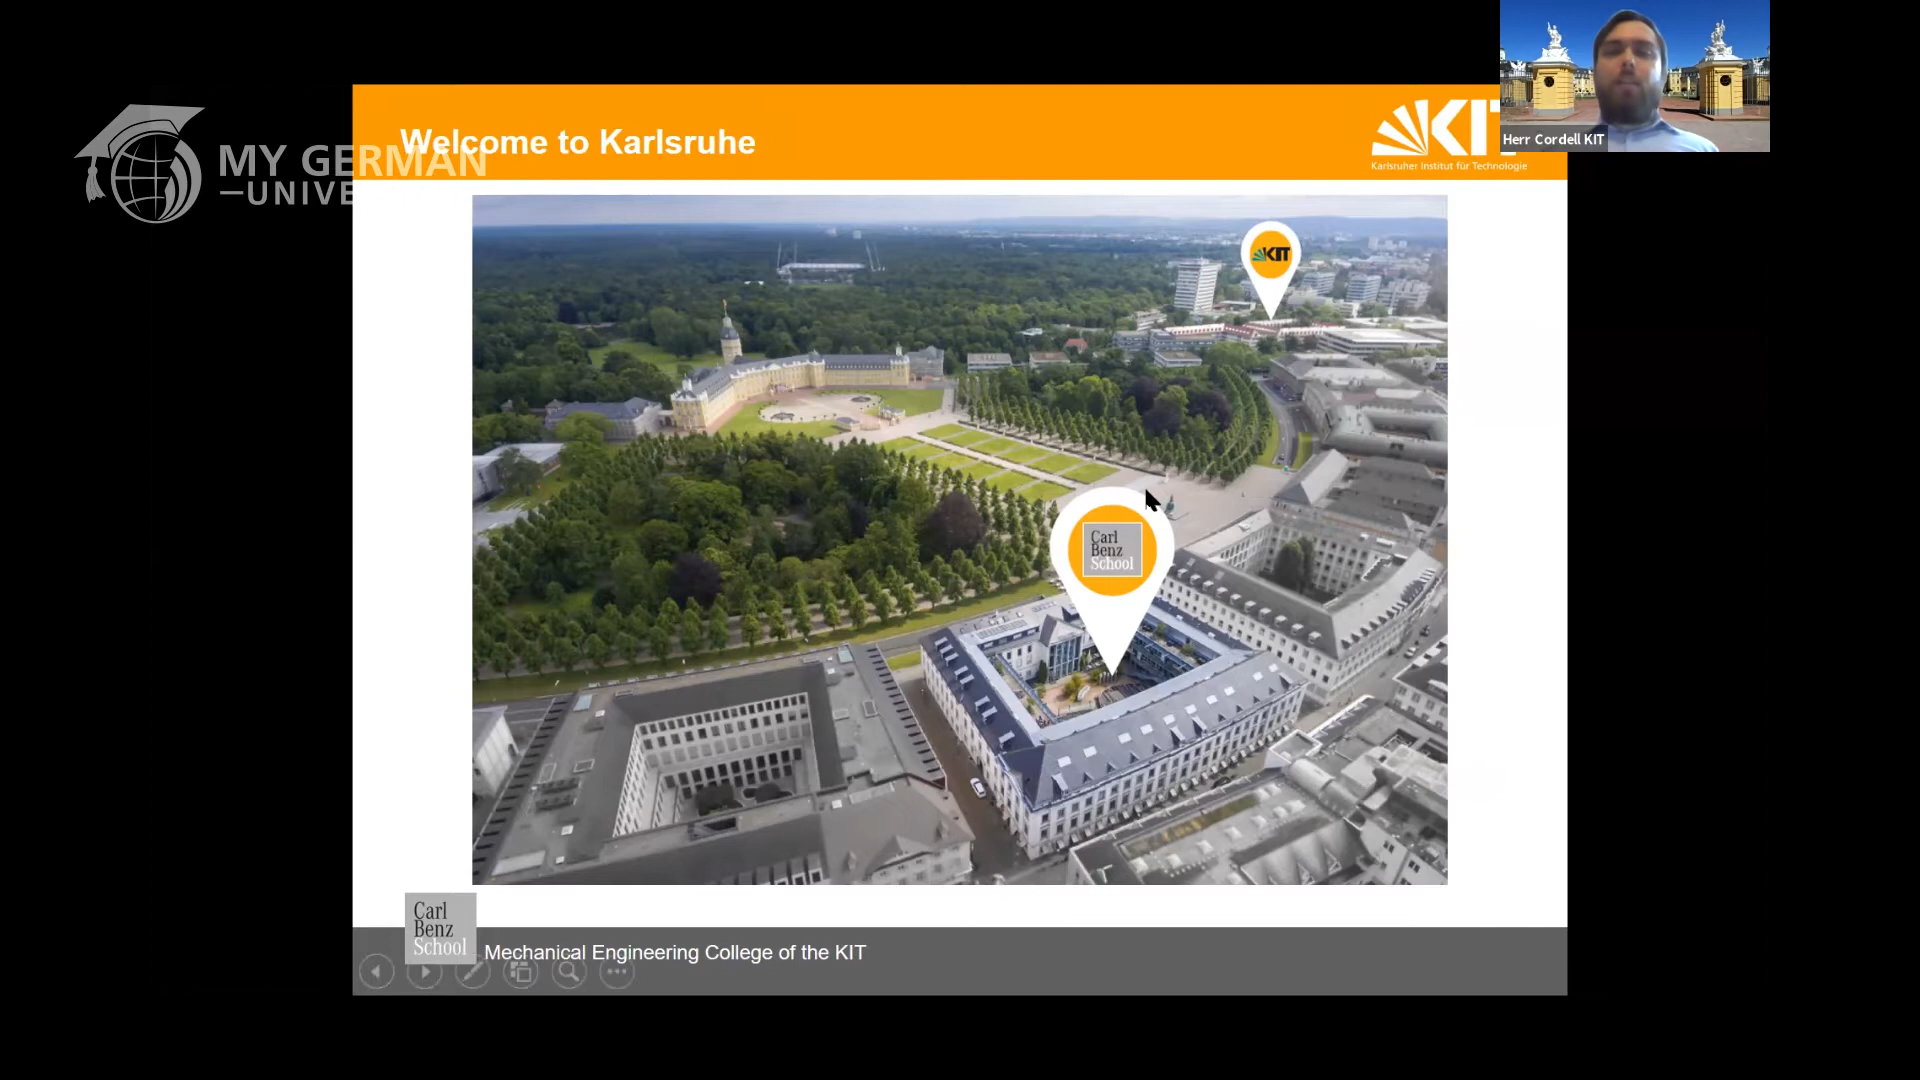 Herr Cordell KIT
Welcome to Karlsruhe
KIT
Karlsruher Institut für Technologie
MY GERMAN
KIT
Carl
Benz
School
Carl
Benz
School
Mechanical Engineering College of the KIT